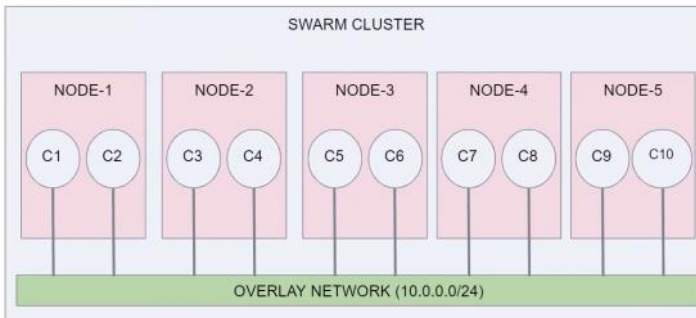 SWARM CLUSTER
NODE-1 NODE-2 NODE-3 NODE-4 NODE-5
C1 C2 C3 C4 C5 C6 C7 C8 C9 C10
OVERLAY NETWORK (10.0.0.0/24)